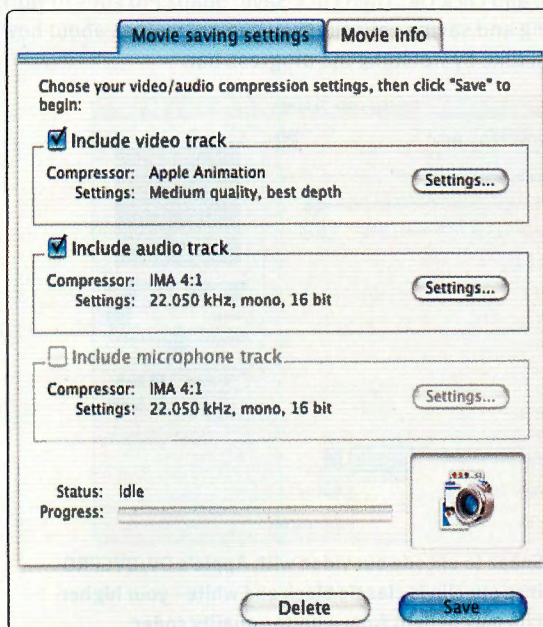 Movie saving settings
Movie info
Choose your video/audio compression settings, then click "Save" to
begin:
Include video track
Compressor: Apple Animation
Settings: Medium quality, best depth
Settings...
Include audio track
Compressor: IMA 4:1
Settings: 22.050 kHz, mono, 16 bit
Settings...
Include microphone track
Compressor: IMA 4:1
Settings: 22.050 kHz, mono, 16 bit
Settings...
Status: Idle
Progress:
Delete
Save